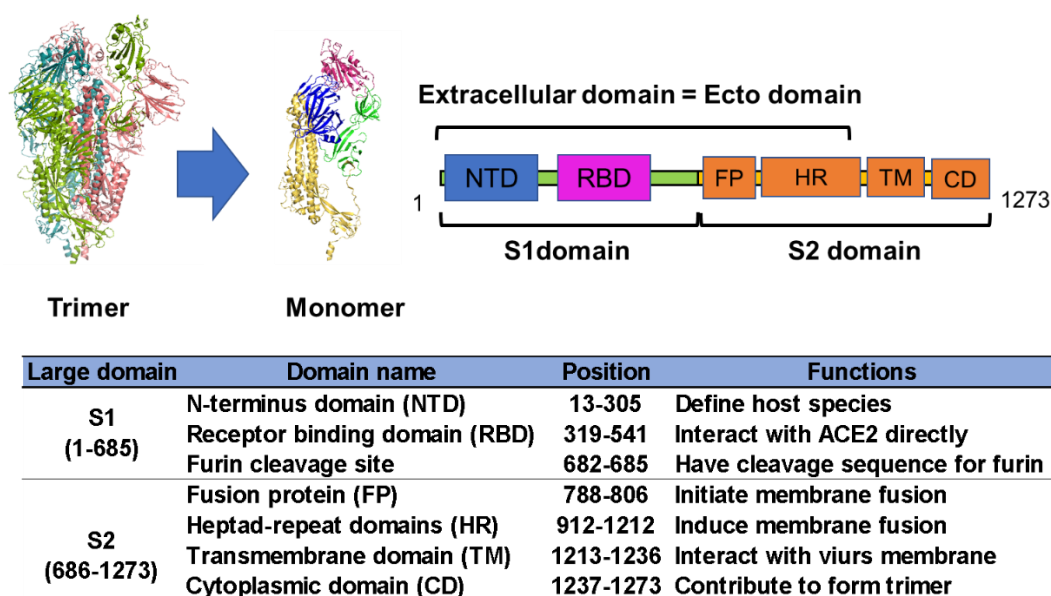 Extracellular domain = Ecto domain
NTD RBD FP HR TM CD
1 1273
S1domain S2 domain
Trimer Monomer
Large domain Domain name Position Functions
S1 (1-685)
N-terminus domain (NTD) 13-305 Define host species
Receptor binding domain (RBD) 319-541 Interact with ACE2 directly
Furin cleavage site 682-685 Have cleavage sequence for furin
S2 (686-1273)
Fusion protein (FP) 788-806 Initiate membrane fusion
Heptad-repeat domains (HR) 912-1212 Induce membrane fusion
Transmembrane domain (TM) 1213-1236 Interact with viurs membrane
Cytoplasmic domain (CD) 1237-1273 Contribute to form trimer